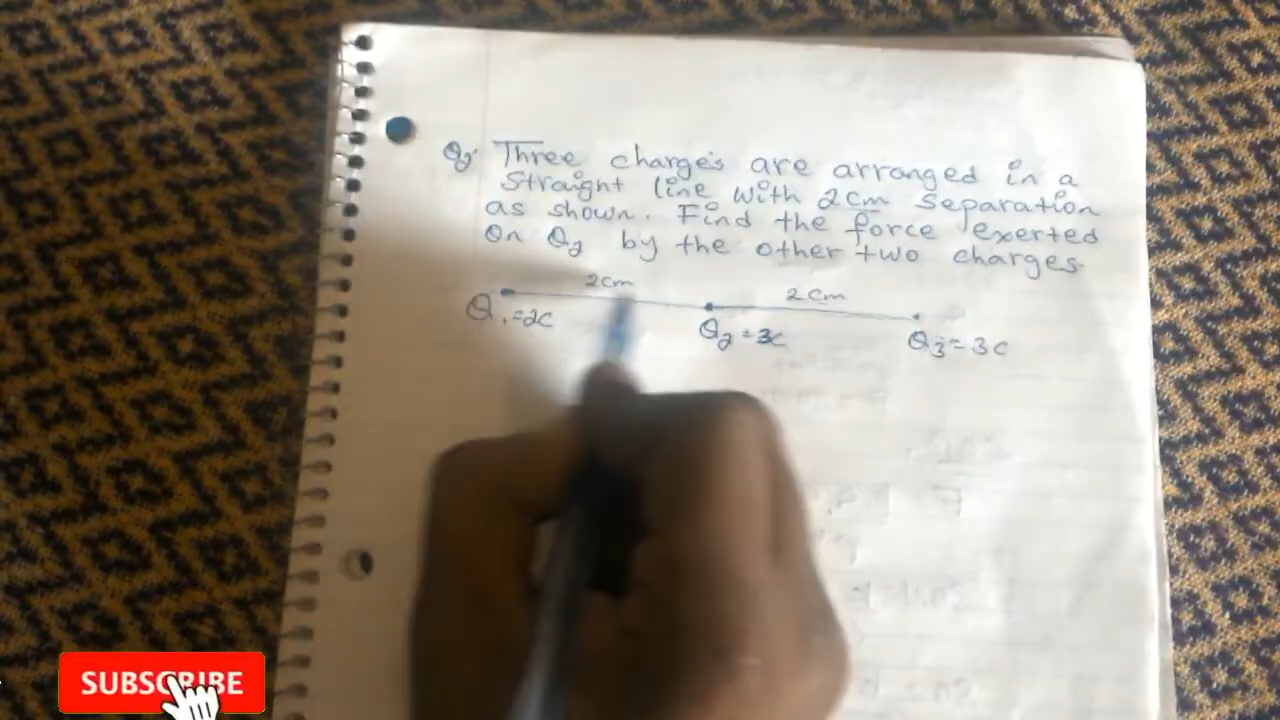 Q: Three charges are arranged in a
straight line with 2cm separation
as shown. Find the force exerted
on Q2 by the other two charges.
2cm 2cm
Q1=2c Q2=3c Q3=3c
SUBSCRIBE